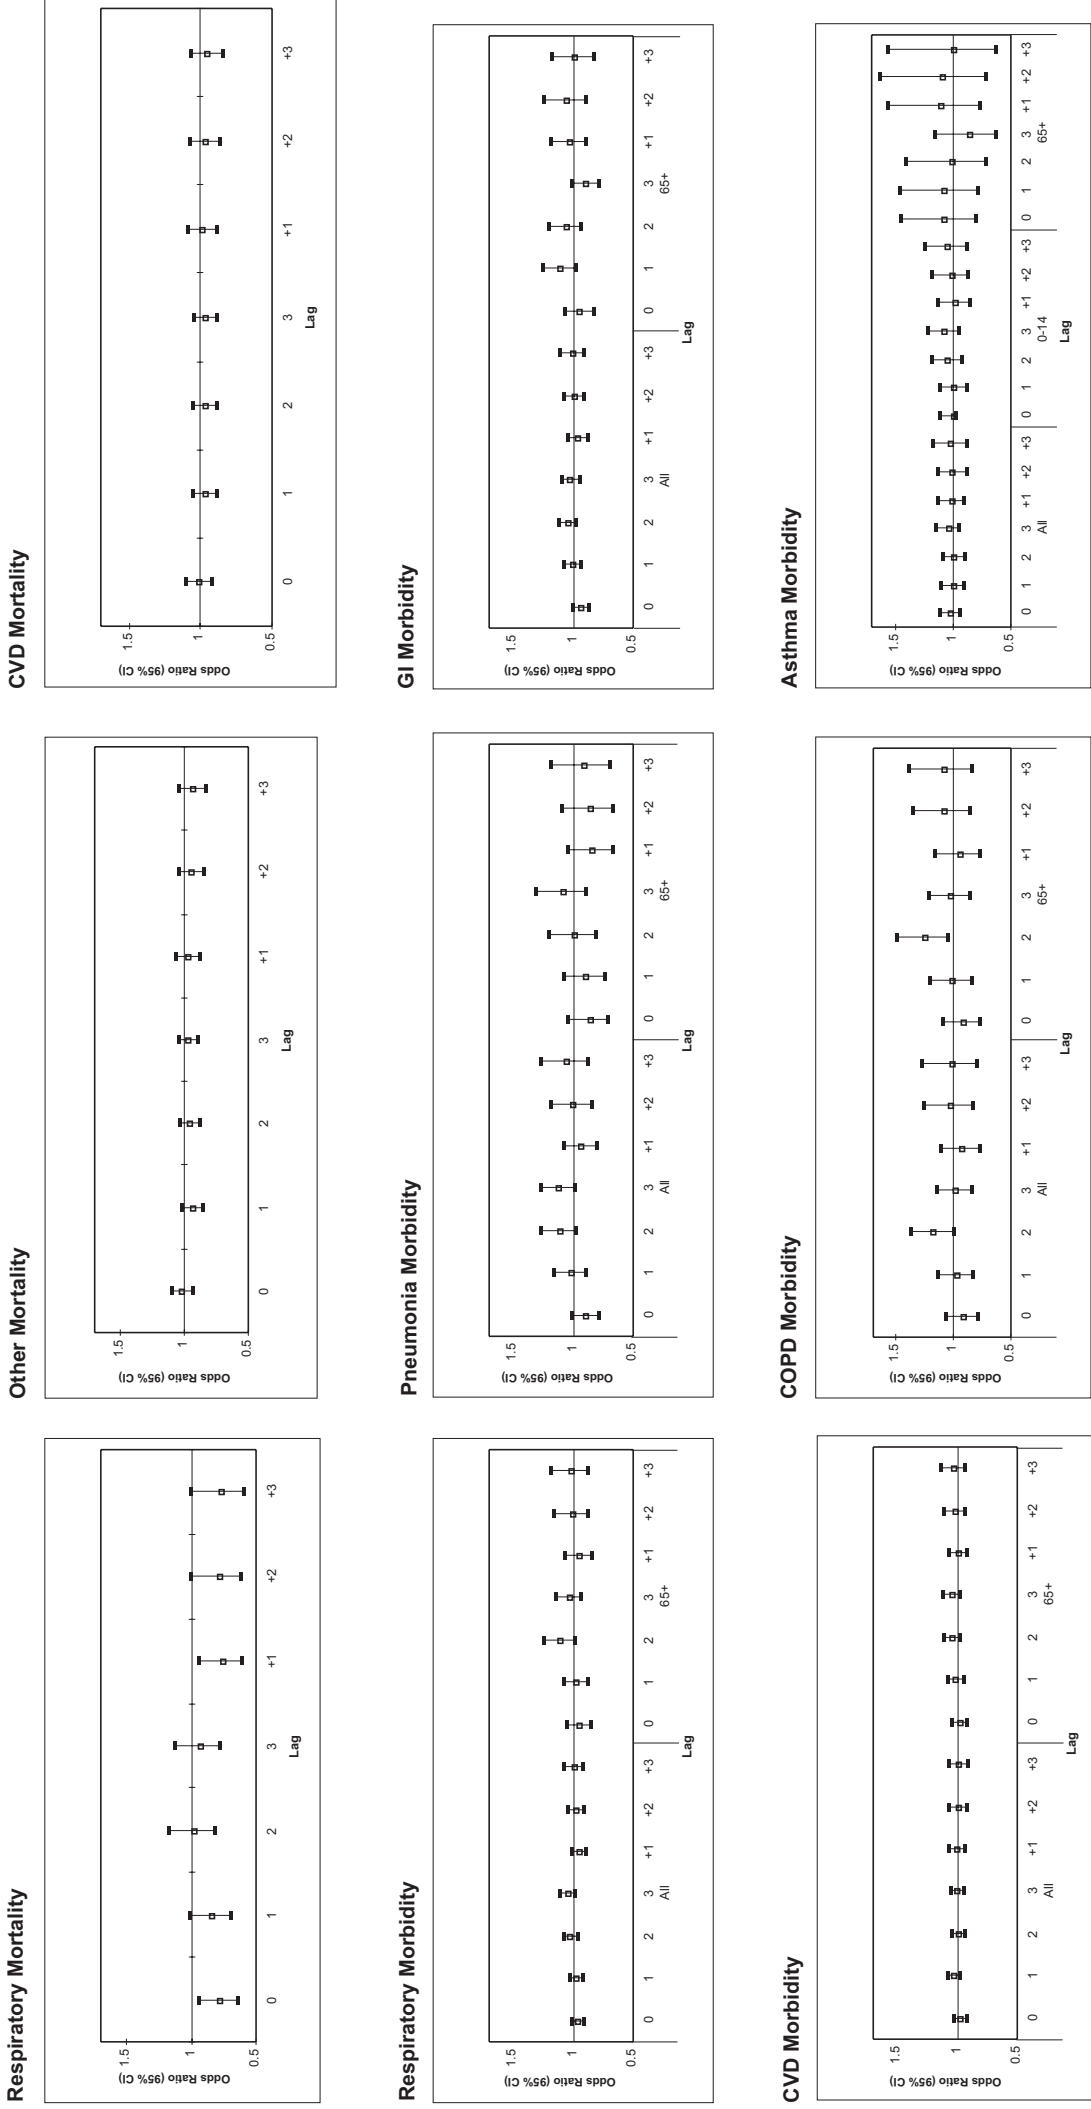 Respiratory Mortality
Odds Ratio (95% CI)
1.5
1
0.5
0 1 2 3 +1 +2 +3
Lag
Other Mortality
Odds Ratio (95% CI)
1.5
1
0.5
0 1 2 3 +1 +2 +3
Lag
CVD Mortality
Odds Ratio (95% CI)
1.5
1
0.5
0 1 2 3 +1 +2 +3
Lag
Respiratory Morbidity
Odds Ratio (95% CI)
1.5
1
0.5
0 1 2 3 +1 +2 +3 0 1 2 3 +1 +2 +3
All 65+
Lag
Pneumonia Morbidity
Odds Ratio (95% CI)
1.5
1
0.5
0 1 2 3 +1 +2 +3 0 1 2 3 +1 +2 +3
All 65+
Lag
GI Morbidity
Odds Ratio (95% CI)
1.5
1
0.5
0 1 2 3 +1 +2 +3 0 1 2 3 +1 +2 +3
All 65+
Lag
CVD Morbidity
Odds Ratio (95% CI)
1.5
1
0.5
0 1 2 3 +1 +2 +3 0 1 2 3 +1 +2 +3
All 65+
Lag
COPD Morbidity
Odds Ratio (95% CI)
1.5
1
0.5
0 1 2 3 +1 +2 +3 0 1 2 3 +1 +2 +3
All 65+
Lag
Asthma Morbidity
Odds Ratio (95% CI)
1.5
1
0.5
0 1 2 3 +1 +2 +3 0 1 2 3 +1 +2 +3 0 1 2 3 +1 +2 +3
All 0-14 65+
Lag